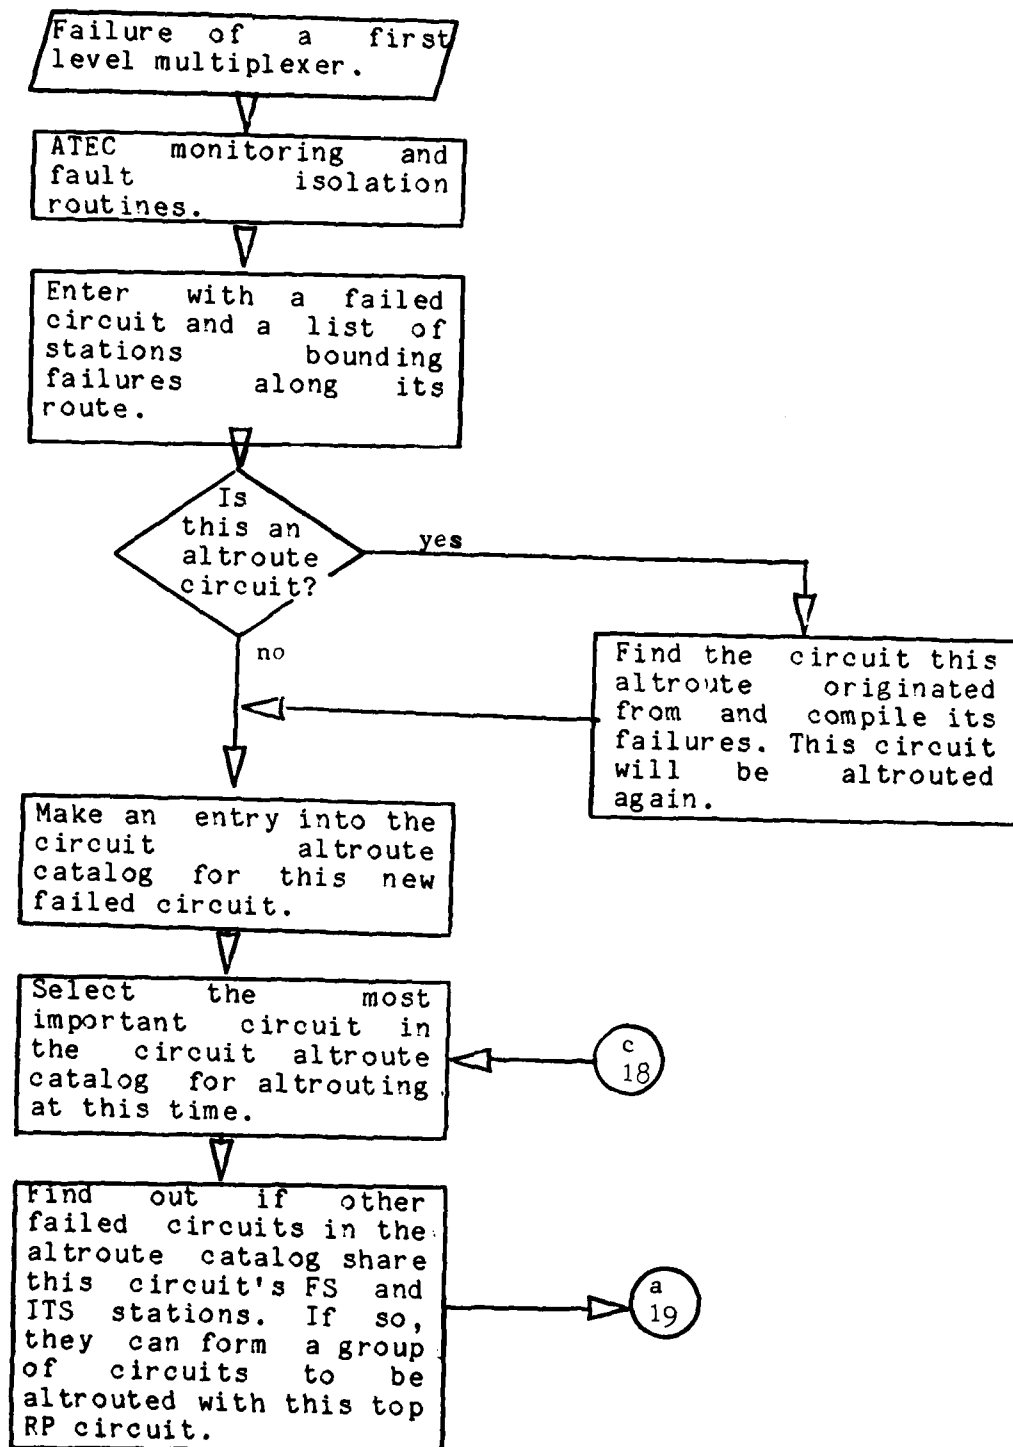 Failure of a first
level multiplexer.
ATEC monitoring and
fault isolation
routines.
Enter with a failed
circuit and a list of
stations bounding
failures along its
route.
Is
this an
altroute
circuit?
yes
no
Find the circuit this
altroute originated
from and compile its
failures. This circuit
will be altrouted
again.
Make an entry into the
circuit altroute
catalog for this new
failed circuit.
Select the most
important circuit in
the circuit altroute
catalog for altrouting
at this time.
c
18
Find out if other
failed circuits in the
altroute catalog share
this circuit's FS and
ITS stations. If so,
they can form a group
of circuits to be
altrouted with this top
RP circuit.
a
19